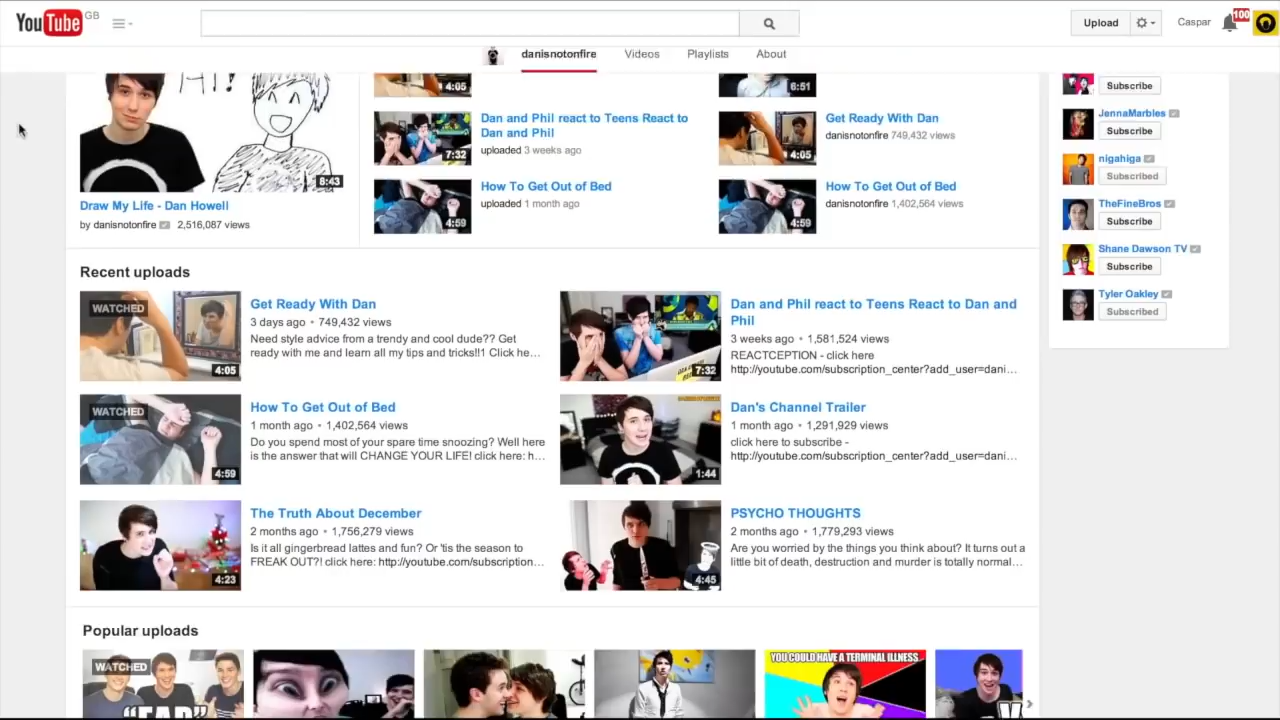 YouTube GB
Upload
Caspar
100
danisnotonfire
Videos
Playlists
About
HI!
8:43
Draw My Life - Dan Howell
by danisnotonfire 2,516,087 views
4:05
Dan and Phil react to Teens React to
Dan and Phil
uploaded 3 weeks ago
7:32
How To Get Out of Bed
uploaded 1 month ago
4:59
6:51
Get Ready With Dan
danisnotonfire 749,432 views
4:05
How To Get Out of Bed
danisnotonfire 1,402,564 views
4:59
Subscribe
JennaMarbles
Subscribe
nigahiga
Subscribed
TheFineBros
Subscribe
Shane Dawson TV
Subscribe
Tyler Oakley
Subscribed
Recent uploads
WATCHED
4:05
Get Ready With Dan
3 days ago • 749,432 views
Need style advice from a trendy and cool dude?? Get
ready with me and learn all my tips and tricks!!1 Click he...
7:32
Dan and Phil react to Teens React to Dan and
Phil
3 weeks ago • 1,581,524 views
REACTCEPTION - click here
http://youtube.com/subscription_center?add_user=dani...
WATCHED
4:59
How To Get Out of Bed
1 month ago • 1,402,564 views
Do you spend most of your spare time snoozing? Well here
is the answer that will CHANGE YOUR LIFE! click here: h...
1:44
Dan's Channel Trailer
1 month ago • 1,291,929 views
click here to subscribe -
http://youtube.com/subscription_center?add_user=dani...
4:23
The Truth About December
2 months ago • 1,756,279 views
Is it all gingerbread lattes and fun? Or 'tis the season to
FREAK OUT?! click here: http://youtube.com/subscription...
4:45
PSYCHO THOUGHTS
2 months ago • 1,779,293 views
Are you worried by the things you think about? It turns out a
little bit of death, destruction and murder is totally normal...
Popular uploads
WATCHED
YOU COULD HAVE A TERMINAL ILLNESS.